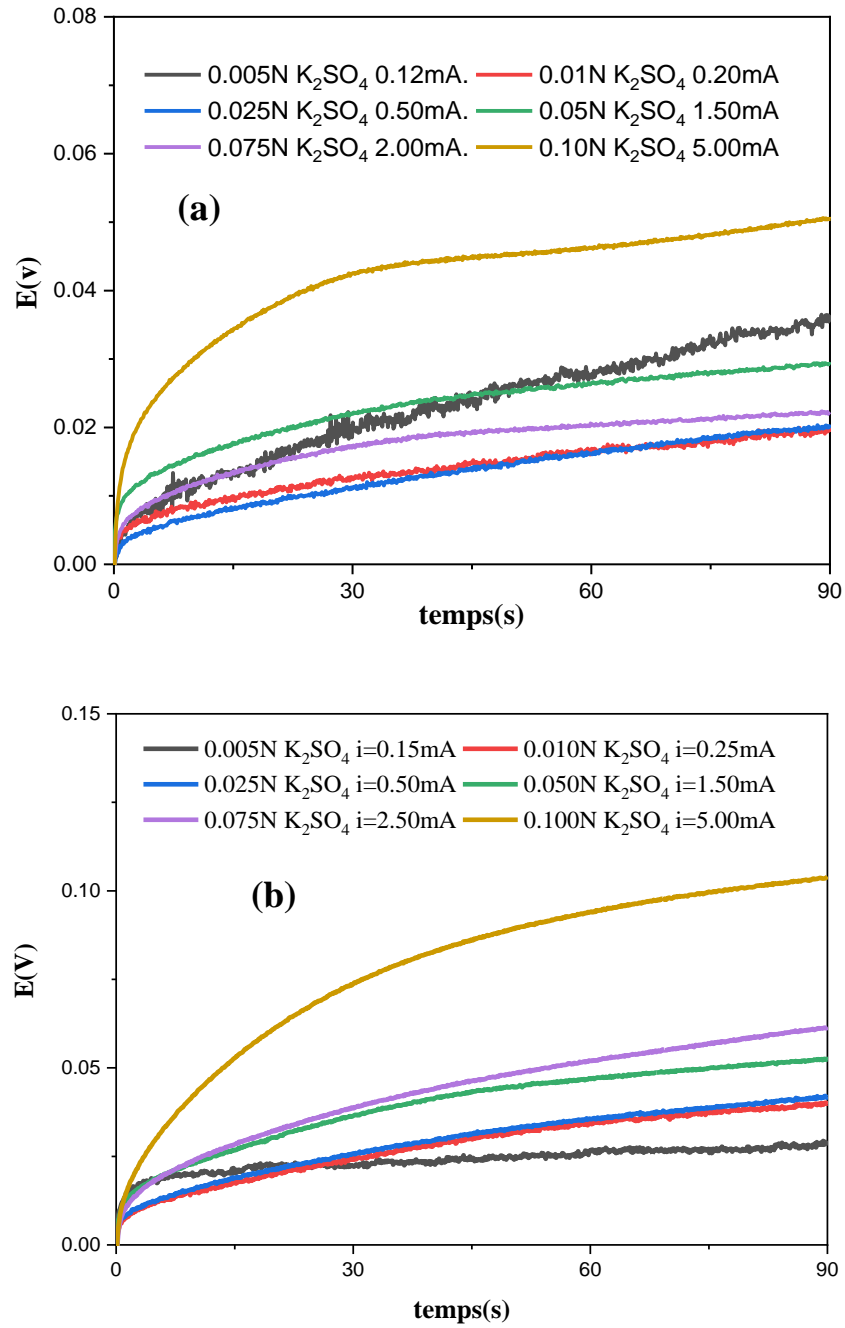 0.08
0.005N K₂SO₄ 0.12mA. 0.01N K₂SO₄ 0.20mA
0.025N K₂SO₄ 0.50mA. 0.05N K₂SO₄ 1.50mA
0.075N K₂SO₄ 2.00mA. 0.10N K₂SO₄ 5.00mA
0.06
(a)
E(v)
0.04
0.02
0.00
0 30 60 90
temps(s)
0.15
0.005N K₂SO₄ i=0.15mA 0.010N K₂SO₄ i=0.25mA
0.025N K₂SO₄ i=0.50mA 0.050N K₂SO₄ i=1.50mA
0.075N K₂SO₄ i=2.50mA 0.100N K₂SO₄ i=5.00mA
0.10
(b)
E(V)
0.05
0.00
0 30 60 90
temps(s)